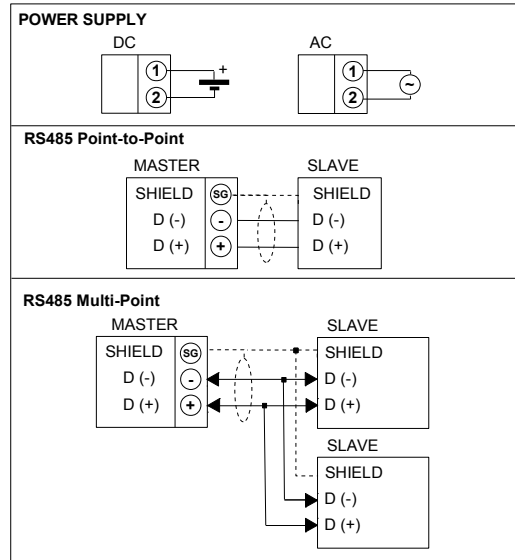 POWER SUPPLY
DC AC
1 + 1
2 2 ~
RS485 Point-to-Point
MASTER SLAVE
SHIELD SG SHIELD
D (-) - D (-)
D (+) + D (+)
RS485 Multi-Point
MASTER SLAVE
SHIELD SG SHIELD
D (-) - D (-)
D (+) + D (+)
SLAVE
SHIELD
D (-)
D (+)